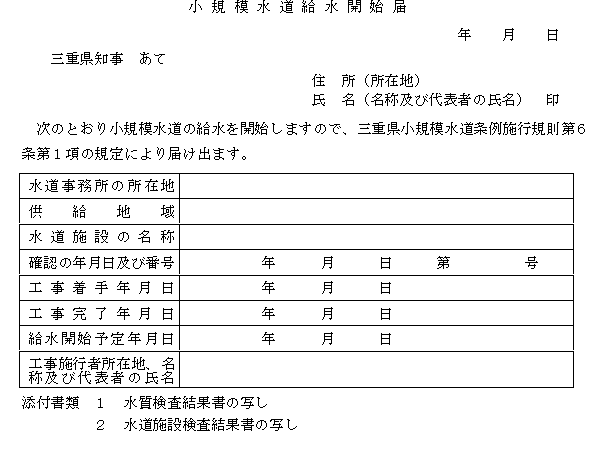 小規模水道給水開始届
年　　月　　日
三重県知事　あて
住　所（所在地）
氏　名（名称及び代表者の氏名）　印
次のとおり小規模水道の給水を開始しますので、三重県小規模水道条例施行規則第６
条第１項の規定により届け出ます。
水道事務所の所在地
供給地域
水道施設の名称
確認の年月日及び番号　　年　　月　　日　　第　　号
工事着手年月日　　年　　月　　日
工事完了年月日　　年　　月　　日
給水開始予定年月日　　年　　月　　日
工事施行者所在地、名
称及び代表者の氏名
添付書類　１　水質検査結果書の写し
２　水道施設検査結果書の写し